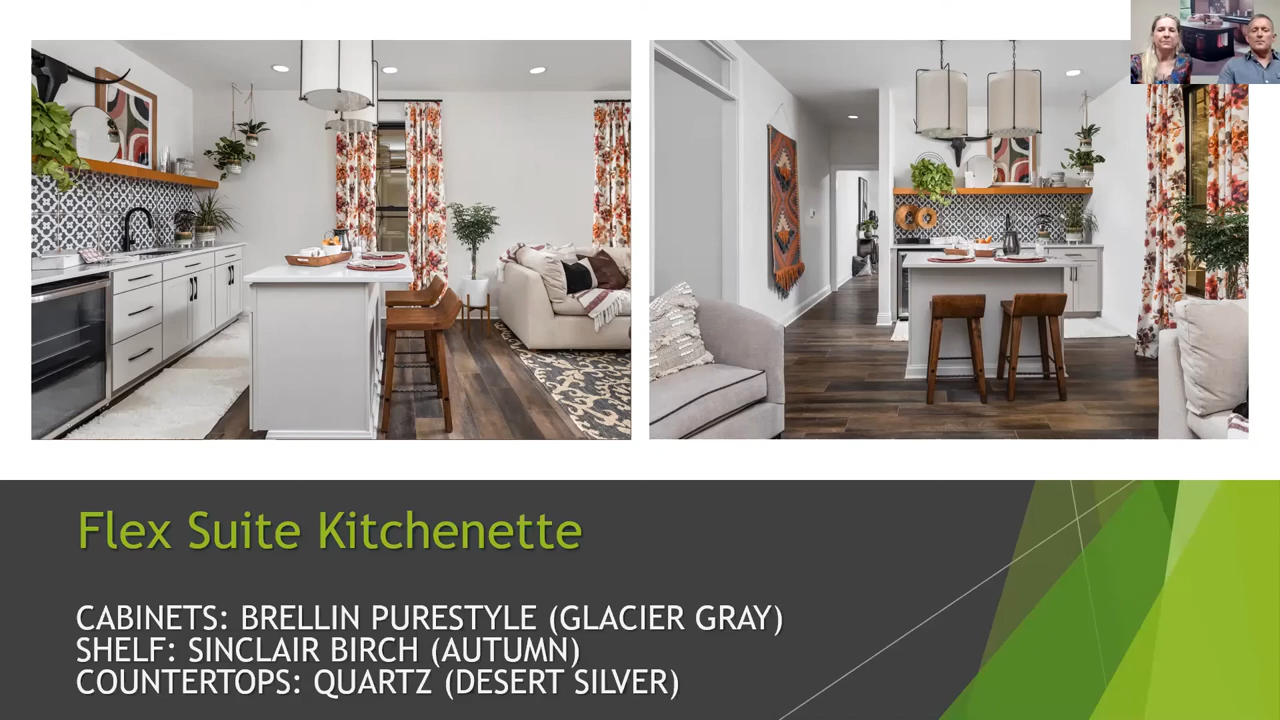 Flex Suite Kitchenette
CABINETS: BRELLIN PURESTYLE (GLACIER GRAY)
SHELF: SINCLAIR BIRCH (AUTUMN)
COUNTERTOPS: QUARTZ (DESERT SILVER)